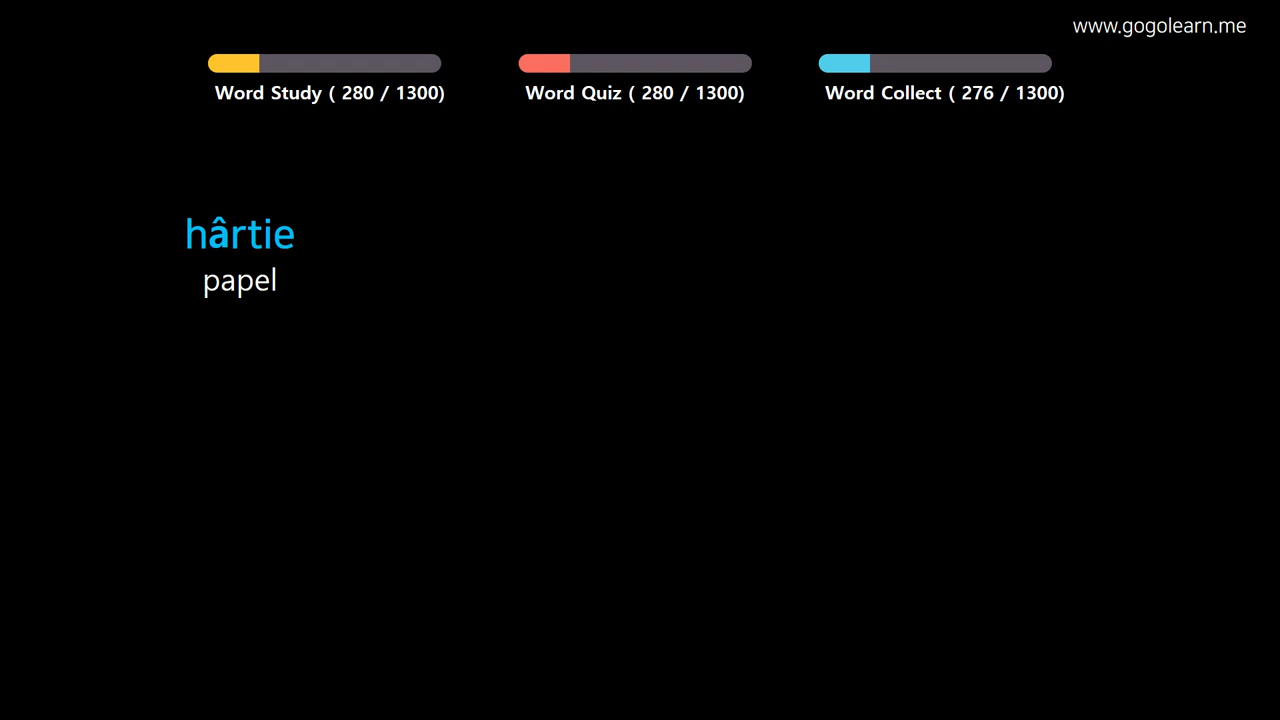 www.gogolearn.me
Word Study ( 280 / 1300)
Word Quiz ( 280 / 1300)
Word Collect ( 276 / 1300)
hârtie
papel